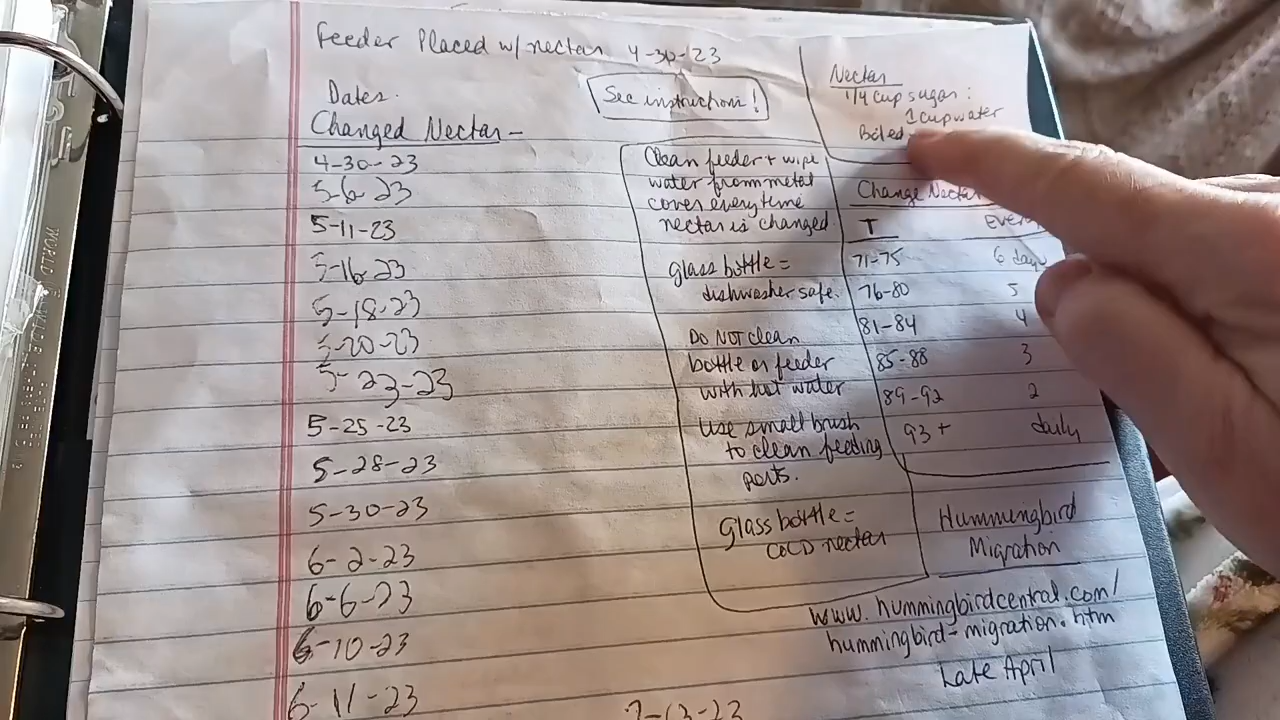 Feeder Placed w/ nectar 4-30-23
Dates
Changed Nectar -
4-30-23
5-6-23
5-11-23
5-16-23
5-18-23
5-20-23
5-23-23
5-25-23
5-28-23
5-30-23
6-2-23
6-6-23
6-10-23
6-11-23
See instruction!
Clean feeder + wipe
water from metal
cover everytime
nectar is changed.
glass bottle =
dishwasher safe.
DO NOT clean
bottle or feeder
with hot water
Use small brush
to clean feeding
ports.
Glass bottle =
COLD nectar
7-13-23
Nectar
1/4 cup sugar :
1 cup water
Boiled
Change Nectar
T
71-75 6 days
76-80 5
81-84 4
85-88 3
89-92 2
93+ daily
Hummingbird
Migration
www.hummingbirdcentral.com/
hummingbird-migration.htm
Late April